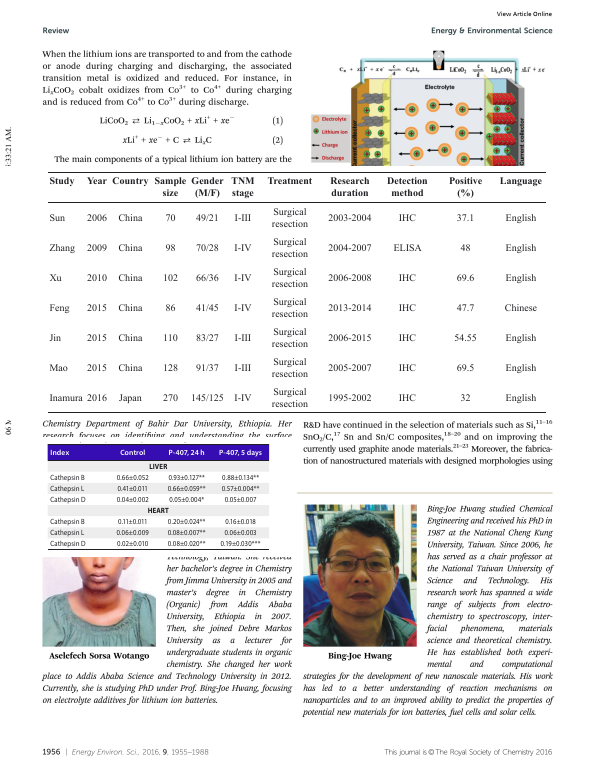 View Article Online
Review
Energy & Environmental Science
When the lithium ions are transported to and from the cathode
or anode during charging and discharging, the associated
transition metal is oxidized and reduced. For instance, in
LixCoO2 cobalt oxidizes from Co3+ to Co4+ during charging
and is reduced from Co4+ to Co3+ during discharge.
LiCoO2 ⇄ Li1−xCoO2 + xLi+ + xe− (1)
xLi+ + xe− + C ⇄ LixC (2)
The main components of a typical lithium ion battery are the
Cn + xLi+ + xe c/d CnLix
LiCoO2 c/d Li1-xCoO2 + xLi+ + xe
Electrolyte
Electrolyte
Lithium ion
Charge
Discharge
Current collector
Current collector
:33:21 AM.
Study Year Country Sample size Gender (M/F) TNM stage Treatment Research duration Detection method Positive (%) Language
Sun 2006 China 70 49/21 I-III Surgical resection 2003-2004 IHC 37.1 English
Zhang 2009 China 98 70/28 I-IV Surgical resection 2004-2007 ELISA 48 English
Xu 2010 China 102 66/36 I-IV Surgical resection 2006-2008 IHC 69.6 English
Feng 2015 China 86 41/45 I-IV Surgical resection 2013-2014 IHC 47.7 Chinese
Jin 2015 China 110 83/27 I-III Surgical resection 2006-2015 IHC 54.55 English
Mao 2015 China 128 91/37 I-III Surgical resection 2005-2007 IHC 69.5 English
Inamura 2016 Japan 270 145/125 I-IV Surgical resection 1995-2002 IHC 32 English
Chemistry Department of Bahir Dar University, Ethiopia. Her
research focuses on identifying and understanding the surface
Index Control P-407, 24 h P-407, 5 days
LIVER
Cathepsin B 0.66±0.052 0.93±0.127** 0.88±0.134**
Cathepsin L 0.41±0.011 0.66±0.059** 0.57±0.004**
Cathepsin D 0.04±0.002 0.05±0.004* 0.05±0.007
HEART
Cathepsin B 0.11±0.011 0.20±0.024** 0.16±0.018
Cathepsin L 0.06±0.009 0.08±0.007** 0.06±0.003
Cathepsin D 0.02±0.010 0.08±0.020** 0.19±0.030***
Technology, Taiwan. She received
her bachelor's degree in Chemistry
from Jimma University in 2005 and
master's degree in Chemistry
(Organic) from Addis Ababa
University, Ethiopia in 2007.
Then, she joined Debre Markos
University as a lecturer for
undergraduate students in organic
chemistry. She changed her work
Aselefech Sorsa Wotango
place to Addis Ababa Science and Technology University in 2012.
Currently, she is studying PhD under Prof. Bing-Joe Hwang, focusing
on electrolyte additives for lithium ion batteries.
R&D have continued in the selection of materials such as Si,11–16
SnO2/C,17 Sn and Sn/C composites,18–20 and on improving the
currently used graphite anode materials.21–23 Moreover, the fabrica-
tion of nanostructured materials with designed morphologies using
Bing-Joe Hwang studied Chemical
Engineering and received his PhD in
1987 at the National Cheng Kung
University, Taiwan. Since 2006, he
has served as a chair professor at
the National Taiwan University of
Science and Technology. His
research work has spanned a wide
range of subjects from electro-
chemistry to spectroscopy, inter-
facial phenomena, materials
science and theoretical chemistry.
He has established both experi-
mental and computational
Bing-Joe Hwang
strategies for the development of new nanoscale materials. His work
has led to a better understanding of reaction mechanisms on
nanoparticles and to an improved ability to predict the properties of
potential new materials for ion batteries, fuel cells and solar cells.
1956 | Energy Environ. Sci., 2016, 9, 1955–1988
This journal is © The Royal Society of Chemistry 2016